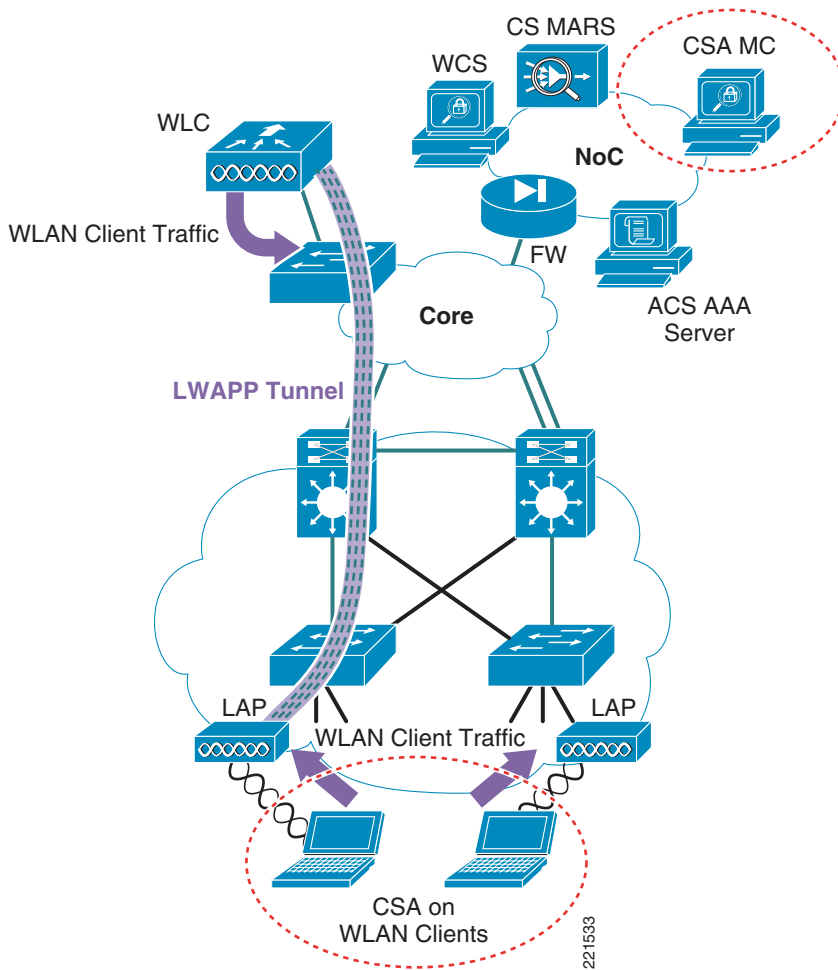 CS MARS
CSA MC
WCS
WLC
NoC
WLAN Client Traffic
FW
ACS AAA
Server
Core
LWAPP Tunnel
LAP
LAP
WLAN Client Traffic
CSA on
WLAN Clients
221533